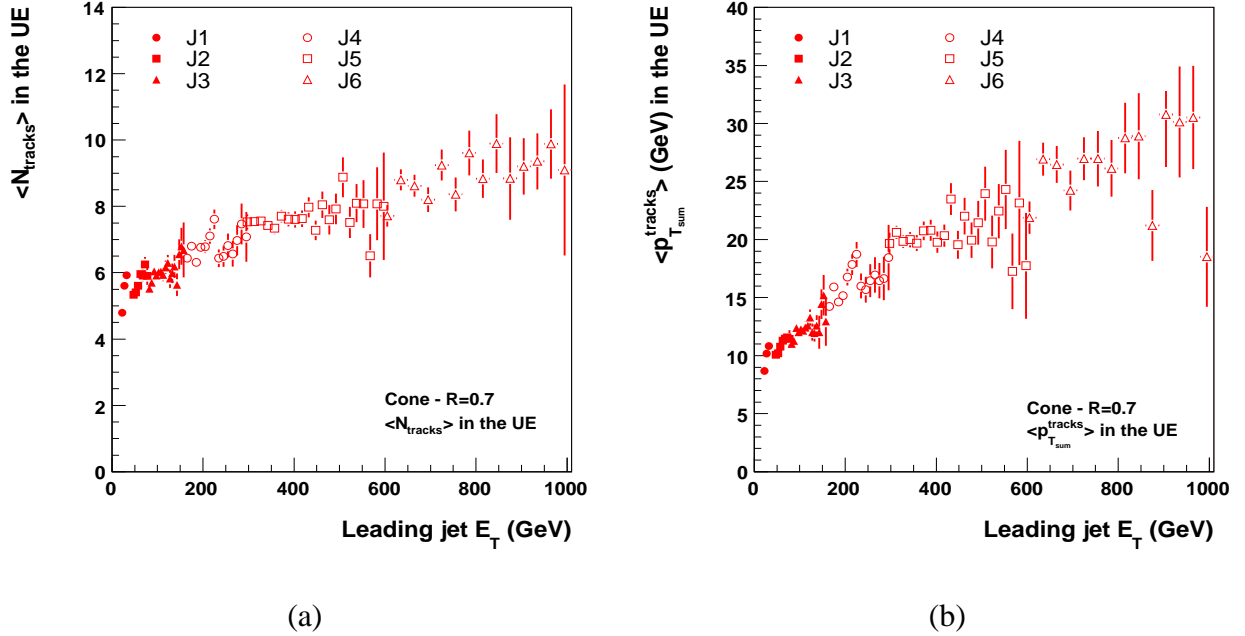 <N_tracks> in the UE
14
12
10
8
6
4
2
0
J1 J4
J2 J5
J3 J6
Cone - R=0.7
<N_tracks> in the UE
0 200 400 600 800 1000
Leading jet E_T (GeV)
(a)
<p_T_sum^tracks> (GeV) in the UE
40
35
30
25
20
15
10
5
0
J1 J4
J2 J5
J3 J6
Cone - R=0.7
<p_T_sum^tracks> in the UE
0 200 400 600 800 1000
Leading jet E_T (GeV)
(b)